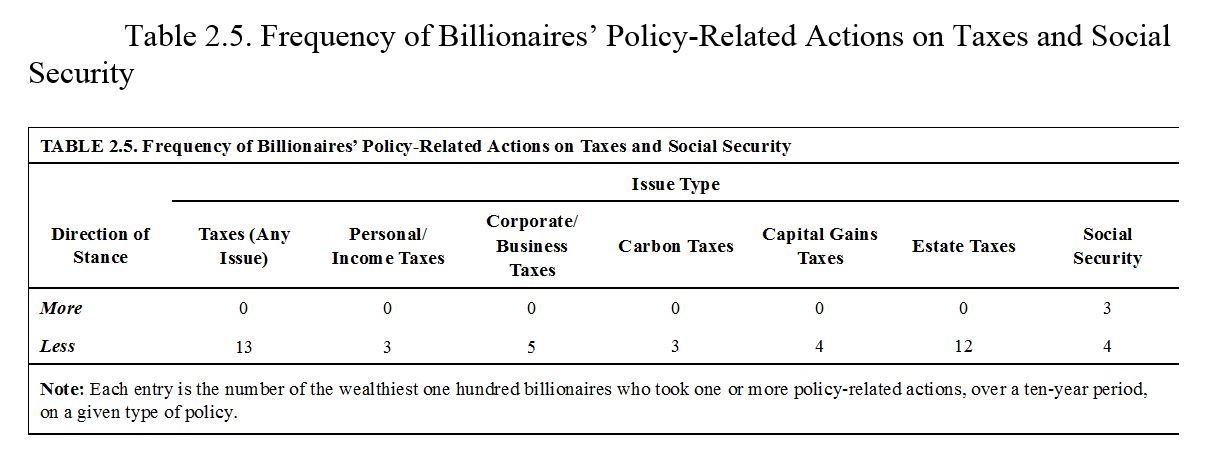 Table 2.5. Frequency of Billionaires’ Policy-Related Actions on Taxes and Social
Security
TABLE 2.5. Frequency of Billionaires’ Policy-Related Actions on Taxes and Social Security
Issue Type
Direction of Stance Taxes (Any Issue) Personal/ Income Taxes Corporate/ Business Taxes Carbon Taxes Capital Gains Taxes Estate Taxes Social Security
More 0 0 0 0 0 0 3
Less 13 3 5 3 4 12 4
Note: Each entry is the number of the wealthiest one hundred billionaires who took one or more policy-related actions, over a ten-year period,
on a given type of policy.